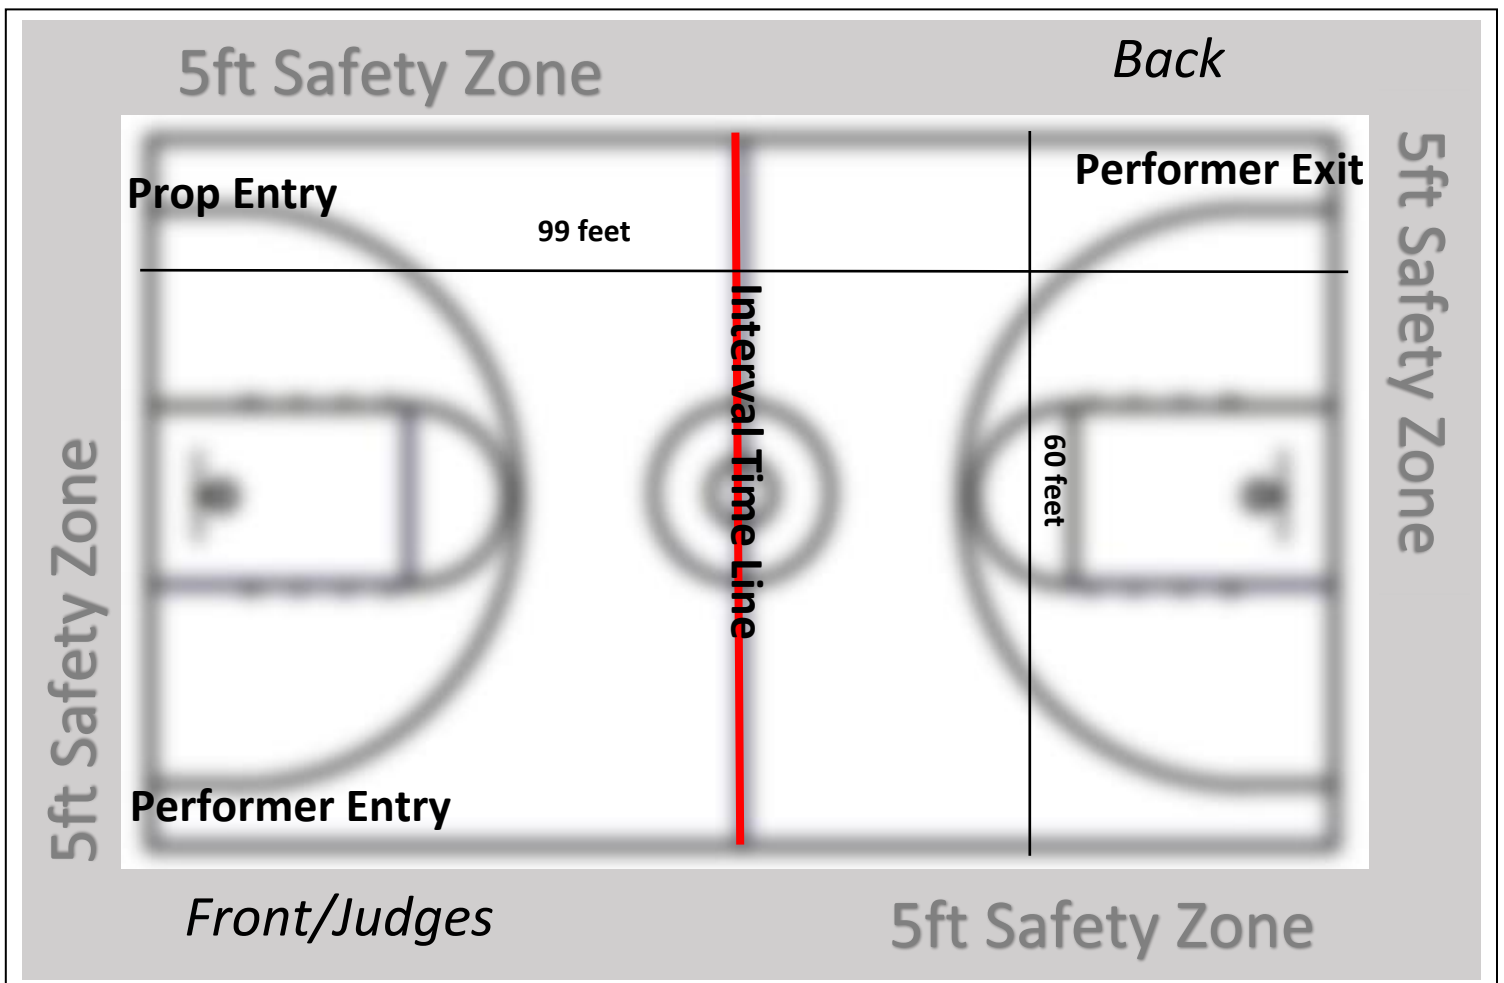 5ft Safety Zone
Back
5ft Safety Zone
Prop Entry
Performer Exit
99 feet
Interval Time Line
60 feet
5ft Safety Zone
Performer Entry
Front/Judges
5ft Safety Zone